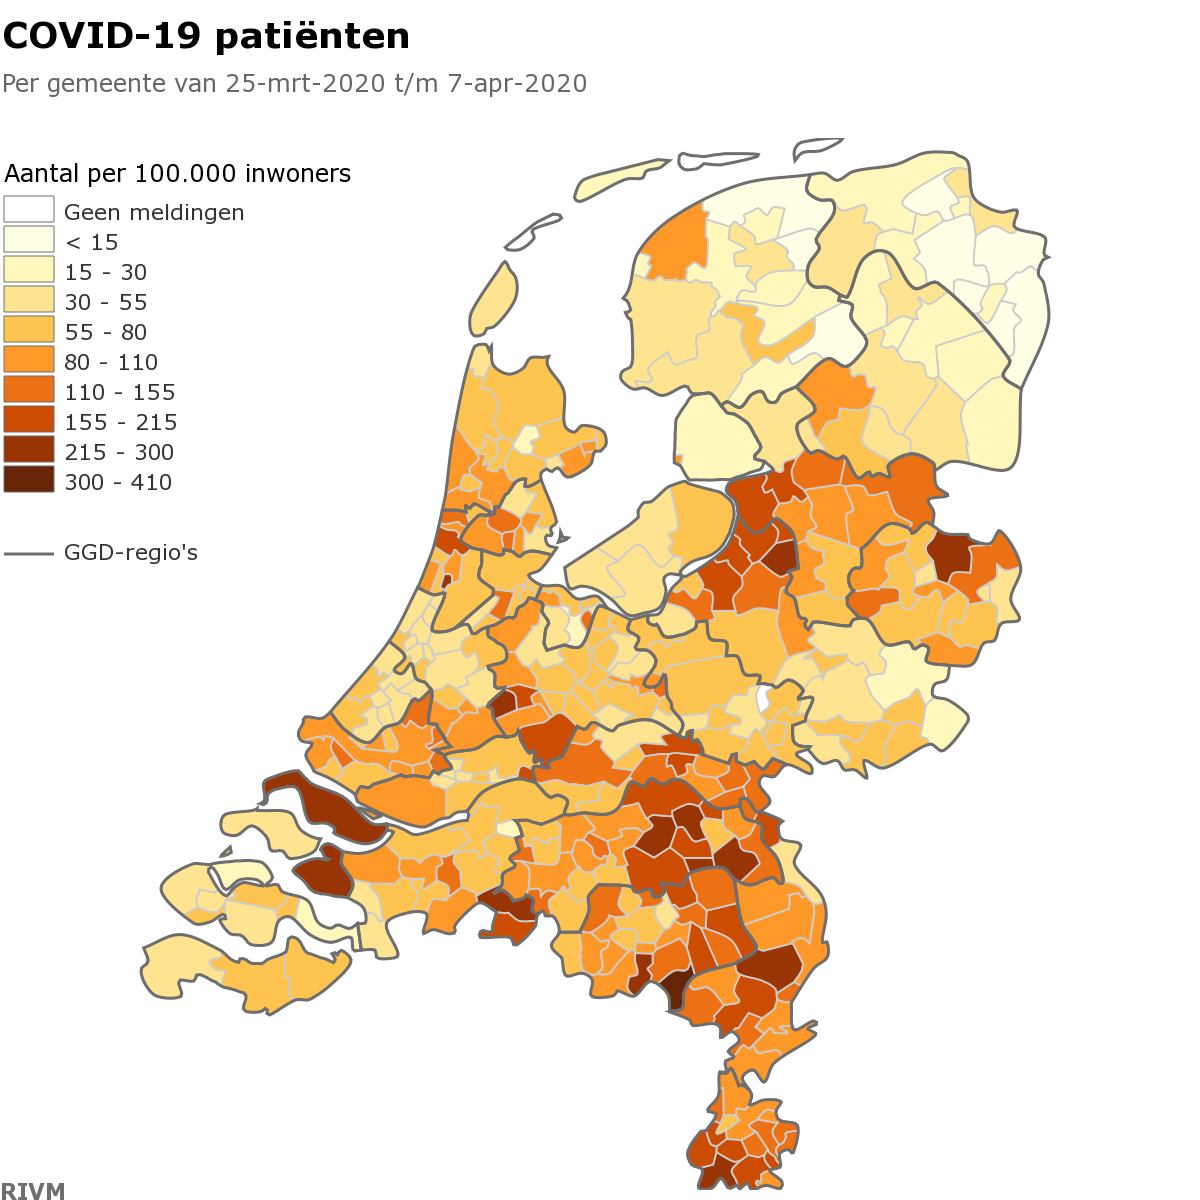 COVID-19 patiënten
Per gemeente van 25-mrt-2020 t/m 7-apr-2020
Aantal per 100.000 inwoners
Geen meldingen
< 15
15 - 30
30 - 55
55 - 80
80 - 110
110 - 155
155 - 215
215 - 300
300 - 410
GGD-regio's
RIVM